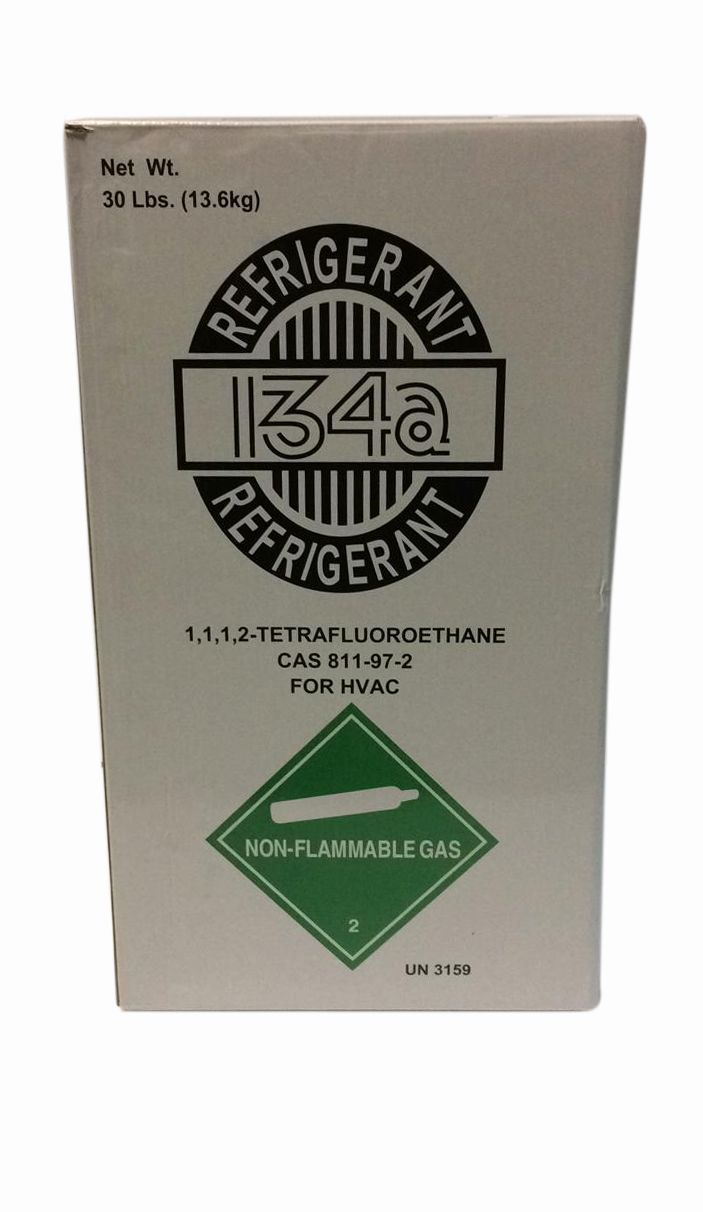 Net Wt.
30 Lbs. (13.6kg)
REFRIGERANT
134a
REFRIGERANT
1,1,1,2-TETRAFLUOROETHANE
CAS 811-97-2
FOR HVAC
NON-FLAMMABLE GAS
2
UN 3159